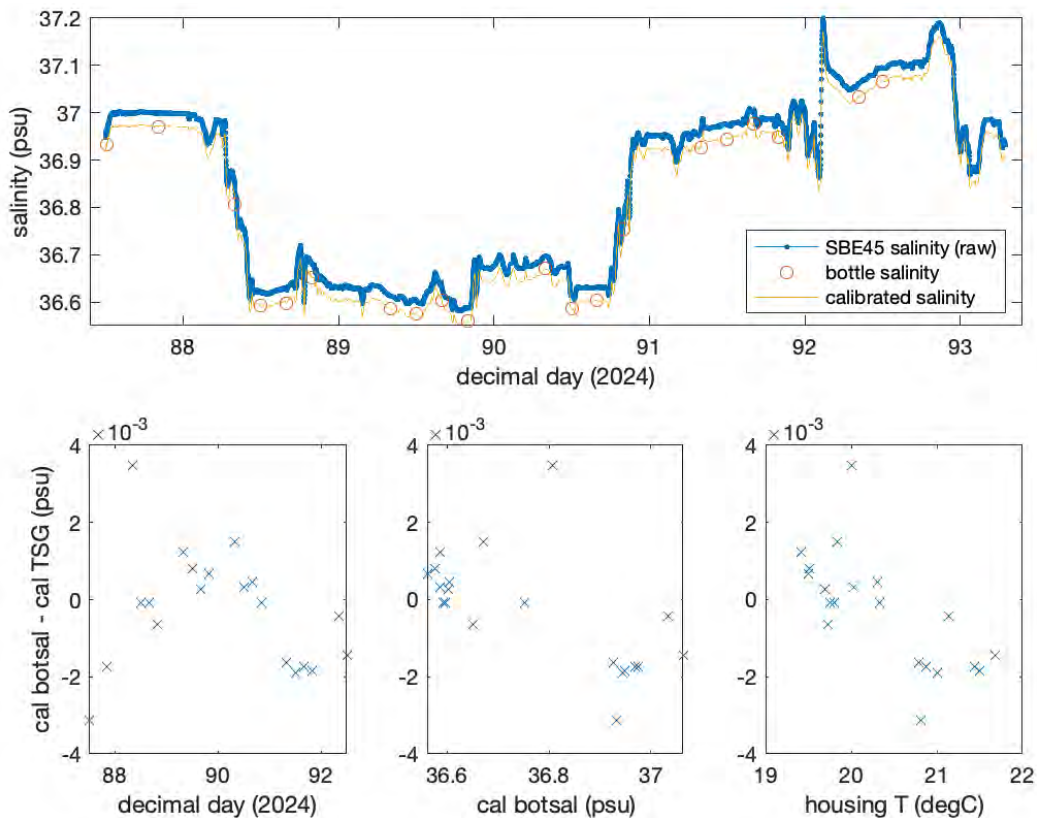 37.2
37.1
37
36.9
36.8
36.7
36.6
salinity (psu)
SBE45 salinity (raw)
bottle salinity
calibrated salinity
88 89 90 91 92 93
decimal day (2024)
×10⁻³ ×10⁻³ ×10⁻³
4 4 4
2 2 2
0 0 0
-2 -2 -2
-4 -4 -4
cal botsal - cal TSG (psu)
88 90 92 36.6 36.8 37 19 20 21 22
decimal day (2024) cal botsal (psu) housing T (degC)